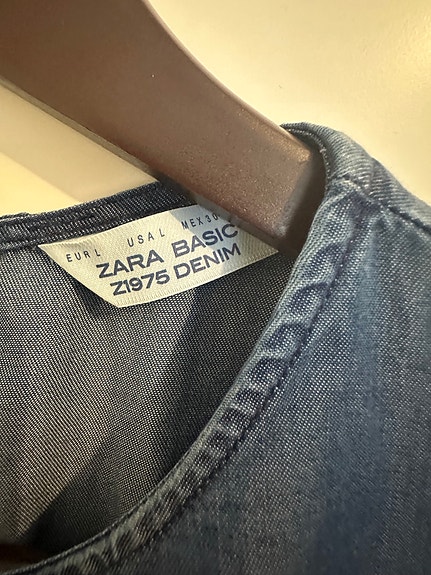 EUR L USA L MEX 30
ZARA BASIC
Z1975 DENIM